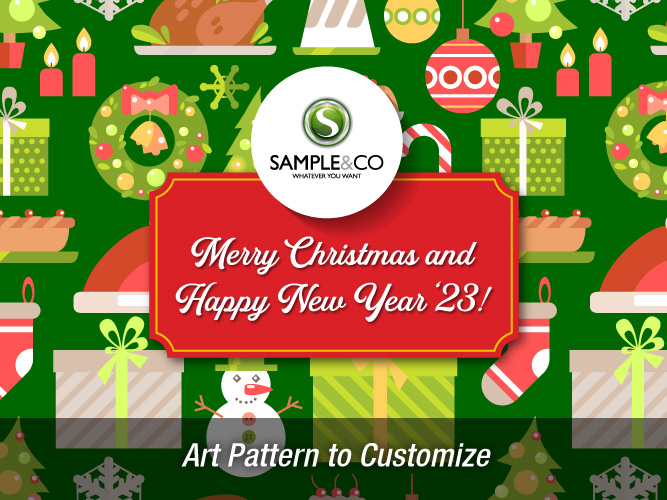 S
SAMPLE&CO
WHATEVER YOU WANT
Merry Christmas and
Happy New Year '23!
Art Pattern to Customize